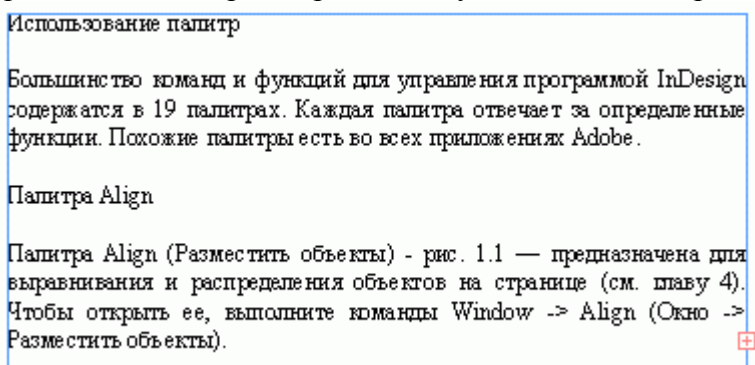 Использование палитр
Большинство команд и функций для управления программой InDesign
содержатся в 19 палитрах. Каждая палитра отвечает за определенные
функции. Похожие палитры есть во всех приложениях Adobe.
Палитра Align
Палитра Align (Разместить объекты) - рис. 1.1 — предназначена для
выравнивания и распределения объектов на странице (см. главу 4).
Чтобы открыть ее, выполните команды Window -> Align (Окно ->
Разместить объекты).